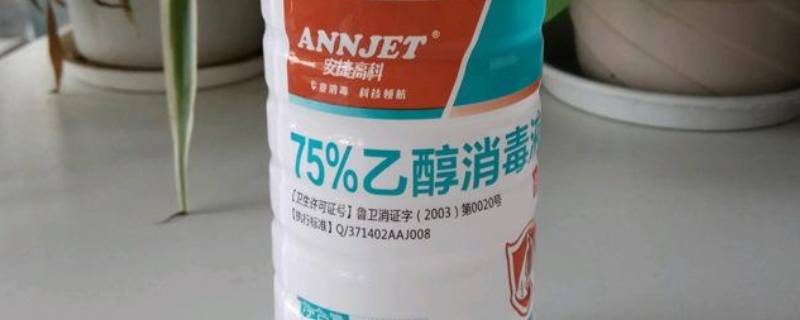 ANNJET®
安捷高科
专业消毒 科技领航
75%乙醇消毒液
【卫生许可证号】鲁卫消证字（2003）第0020号
【执行标准】Q/371402AAJ008